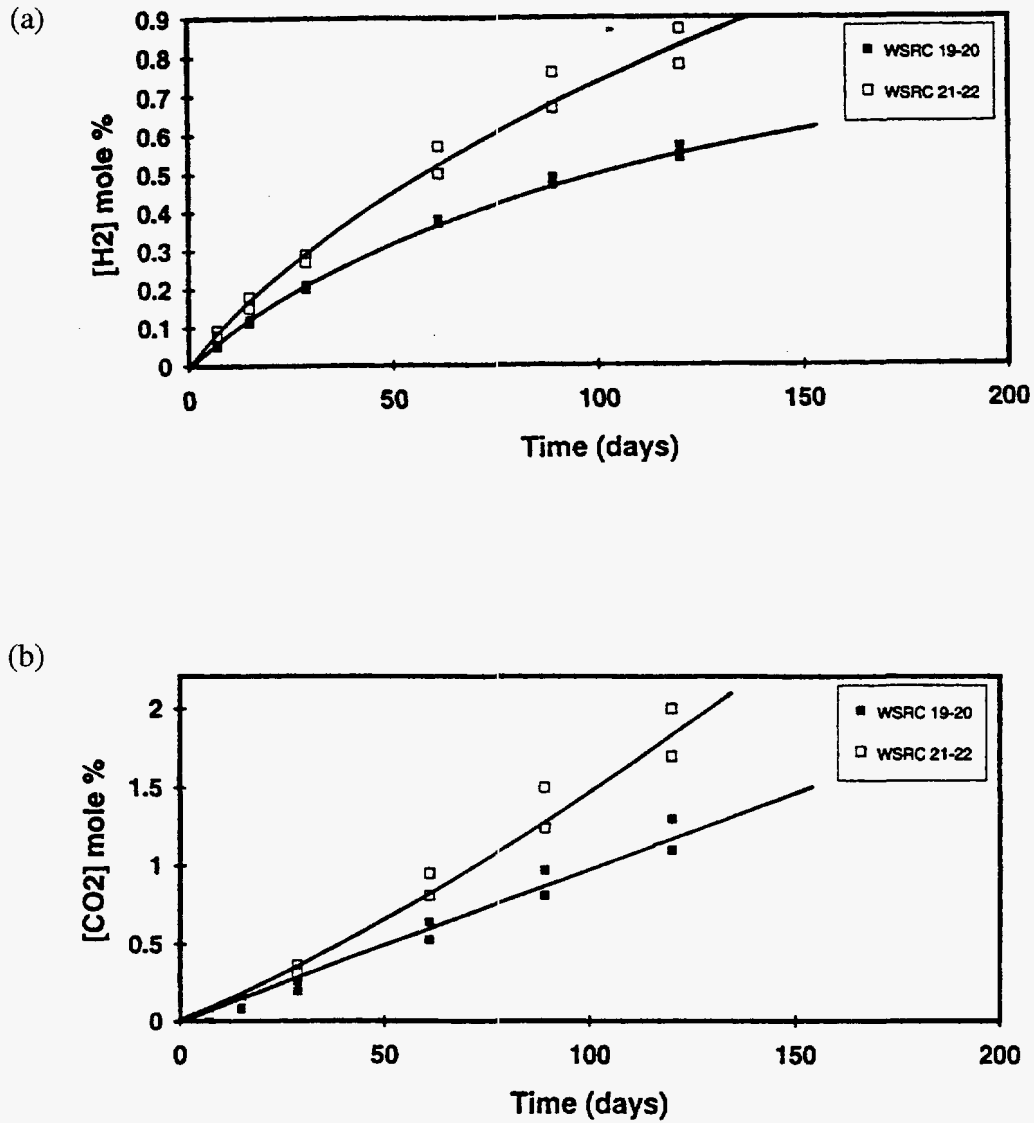 (a)
[H2] mole %
0.9
0.8
0.7
0.6
0.5
0.4
0.3
0.2
0.1
0
0
50
100
150
200
Time (days)
WSRC 19-20
WSRC 21-22
(b)
[CO2] mole %
2
1.5
1
0.5
0
0
50
100
150
200
Time (days)
WSRC 19-20
WSRC 21-22